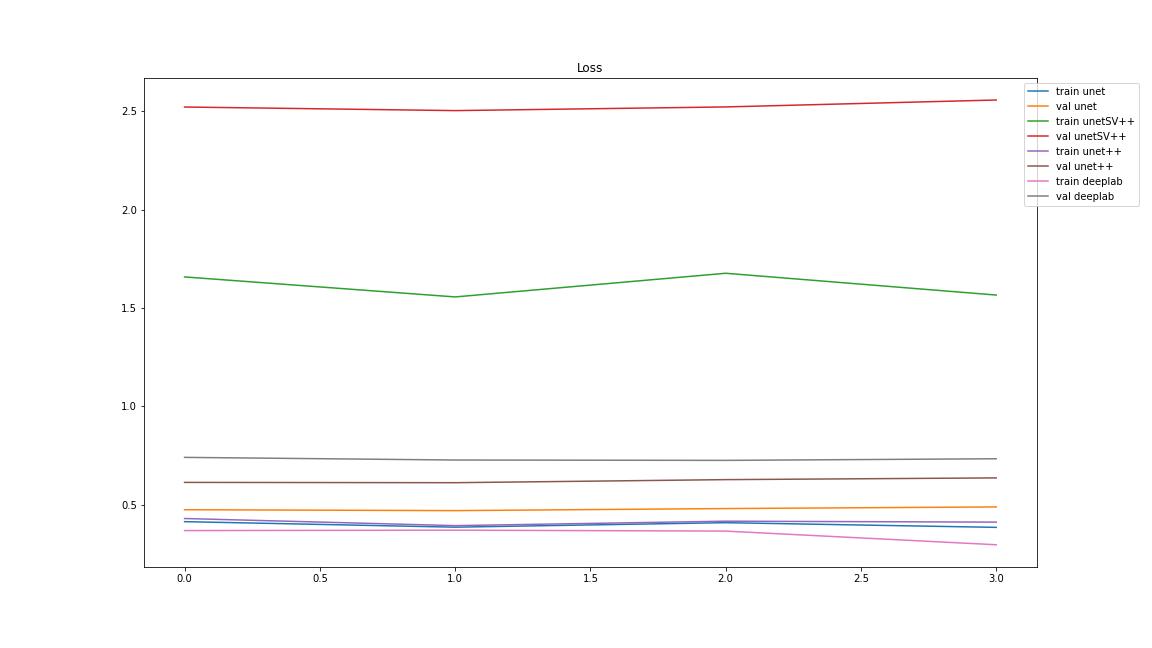 Loss
2.5
2.0
1.5
1.0
0.5
0.0
0.5
1.0
1.5
2.0
2.5
3.0
train unet
val unet
train unetSV++
val unetSV++
train unet++
val unet++
train deeplab
val deeplab